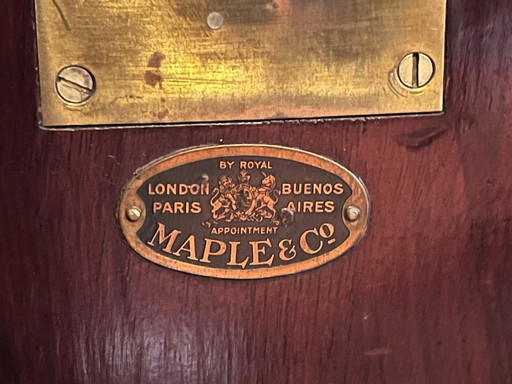 BY ROYAL
LONDON BUENOS
PARIS AIRES
APPOINTMENT
MAPLE & Co